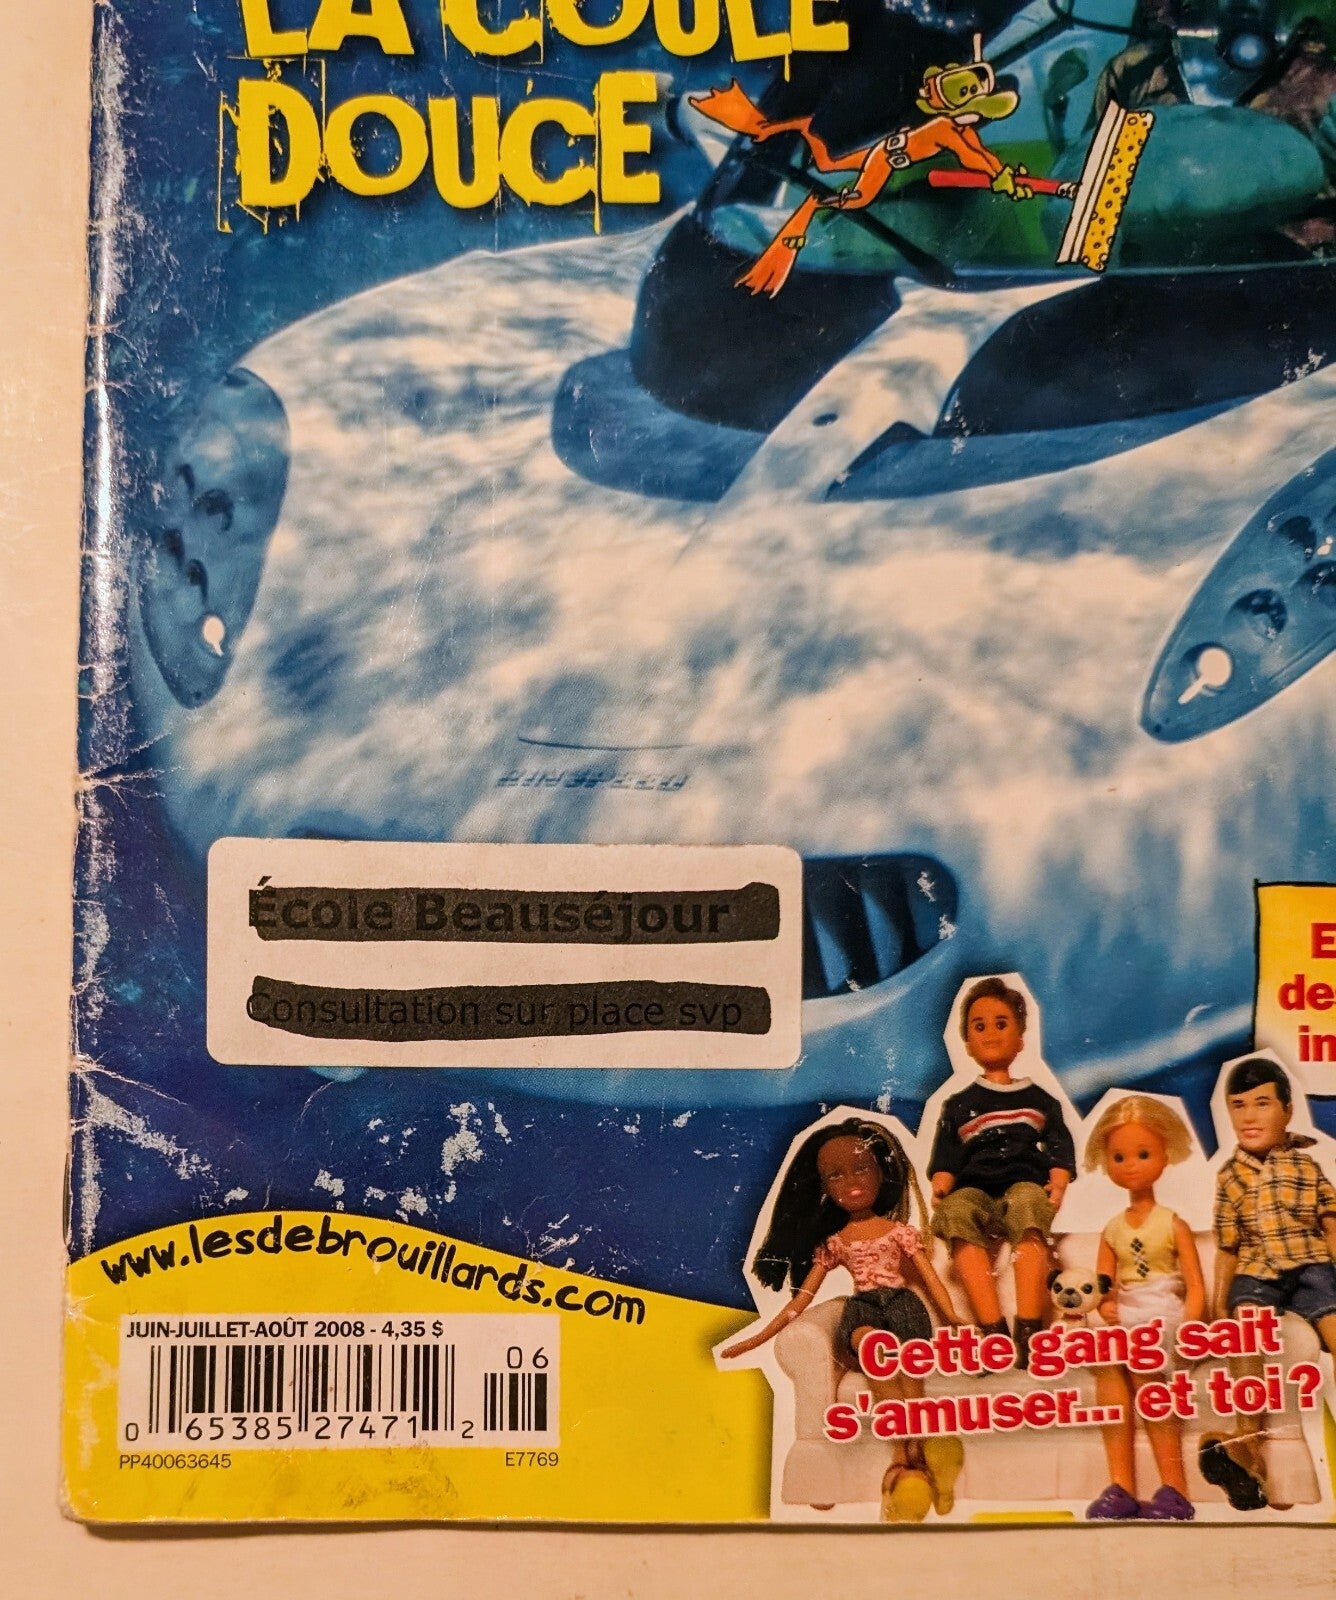 LA COULE
DOUCE
RINSPEED
École Beauséjour
Consultation sur place svp
www.lesdebrouillards.com
JUIN-JUILLET-AOÛT 2008 - 4,35 $
06
0 65385 27471 2
PP40063645 E7769
Cette gang sait
s'amuser... et toi ?